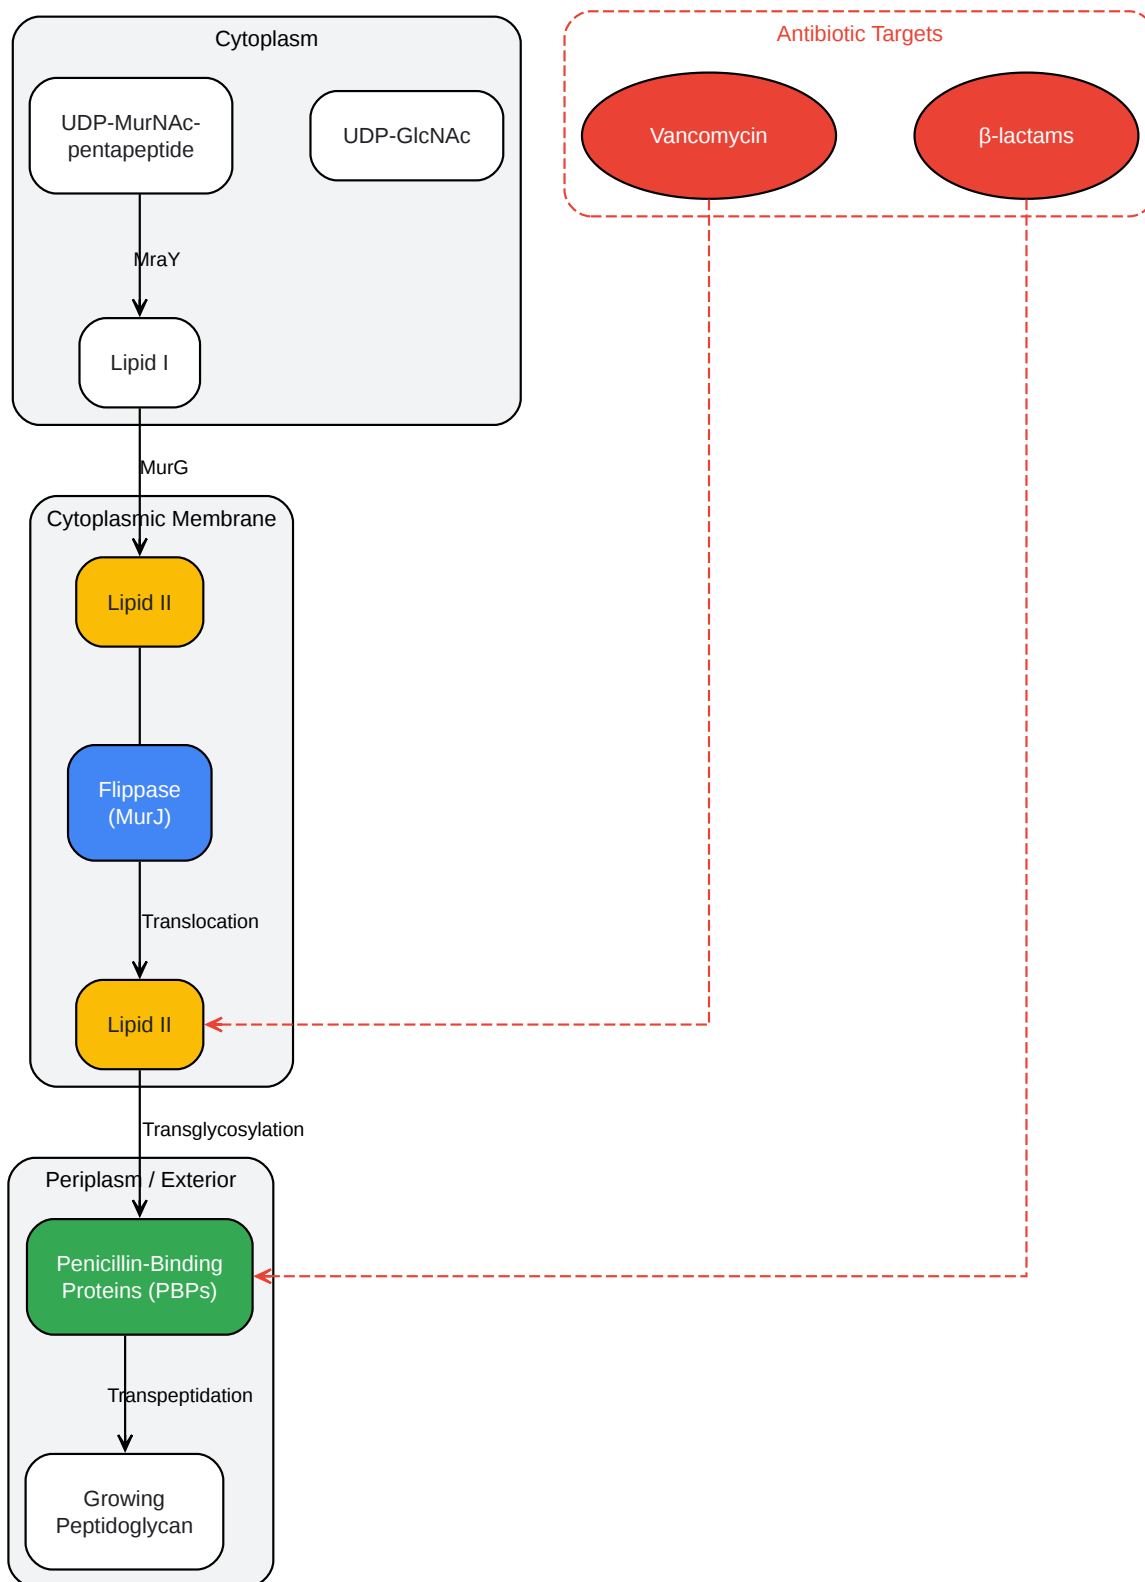 Cytoplasm
Antibiotic Targets
UDP-MurNAc-
pentapeptide
UDP-GlcNAc
Vancomycin
β-lactams
MraY
Lipid I
MurG
Cytoplasmic Membrane
Lipid II
Flippase
(MurJ)
Translocation
Lipid II
Transglycosylation
Periplasm / Exterior
Penicillin-Binding
Proteins (PBPs)
Transpeptidation
Growing
Peptidoglycan